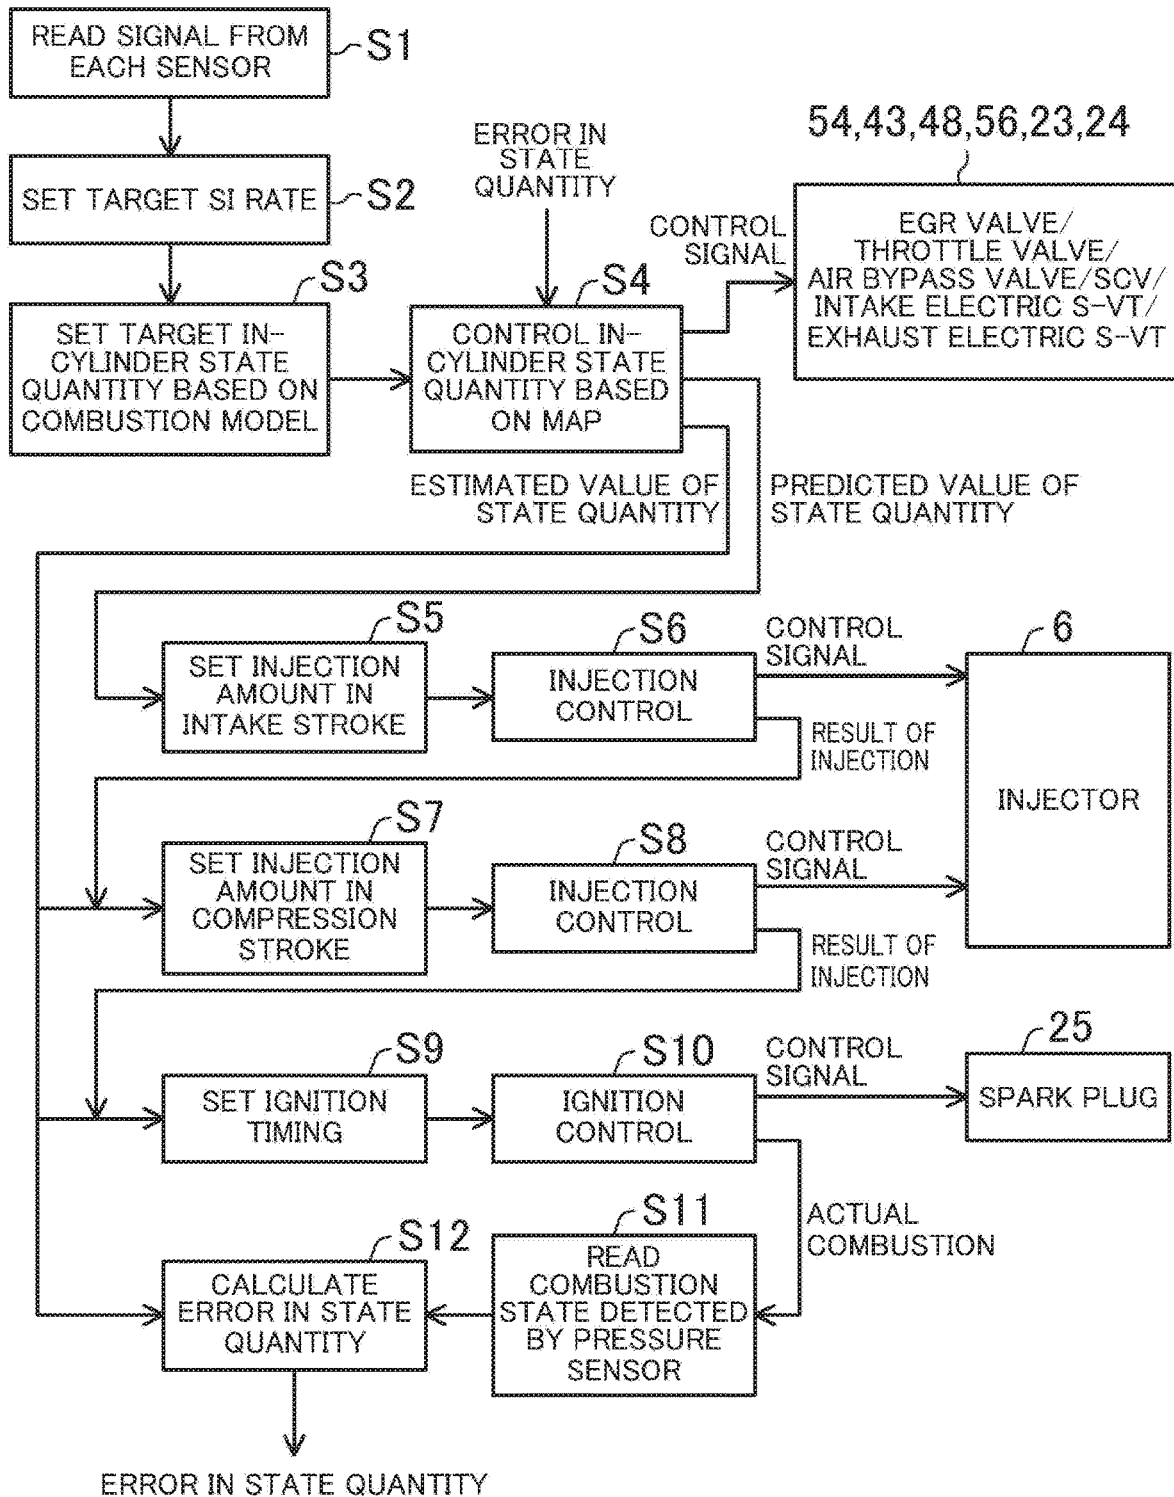 READ SIGNAL FROM
EACH SENSOR
S1
SET TARGET SI RATE
S2
ERROR IN
STATE
QUANTITY
54,43,48,56,23,24
CONTROL
SIGNAL
EGR VALVE/
THROTTLE VALVE/
AIR BYPASS VALVE/SCV/
INTAKE ELECTRIC S-VT/
EXHAUST ELECTRIC S-VT
S3
SET TARGET IN-
CYLINDER STATE
QUANTITY BASED ON
COMBUSTION MODEL
S4
CONTROL IN-
CYLINDER STATE
QUANTITY BASED
ON MAP
ESTIMATED VALUE OF
STATE QUANTITY
PREDICTED VALUE OF
STATE QUANTITY
S5
SET INJECTION
AMOUNT IN
INTAKE STROKE
S6
INJECTION
CONTROL
CONTROL
SIGNAL
6
INJECTOR
RESULT OF
INJECTION
S7
SET INJECTION
AMOUNT IN
COMPRESSION
STROKE
S8
INJECTION
CONTROL
CONTROL
SIGNAL
RESULT OF
INJECTION
S9
SET IGNITION
TIMING
S10
IGNITION
CONTROL
CONTROL
SIGNAL
25
SPARK PLUG
ACTUAL
COMBUSTION
S11
READ
COMBUSTION
STATE DETECTED
BY PRESSURE
SENSOR
S12
CALCULATE
ERROR IN STATE
QUANTITY
ERROR IN STATE QUANTITY